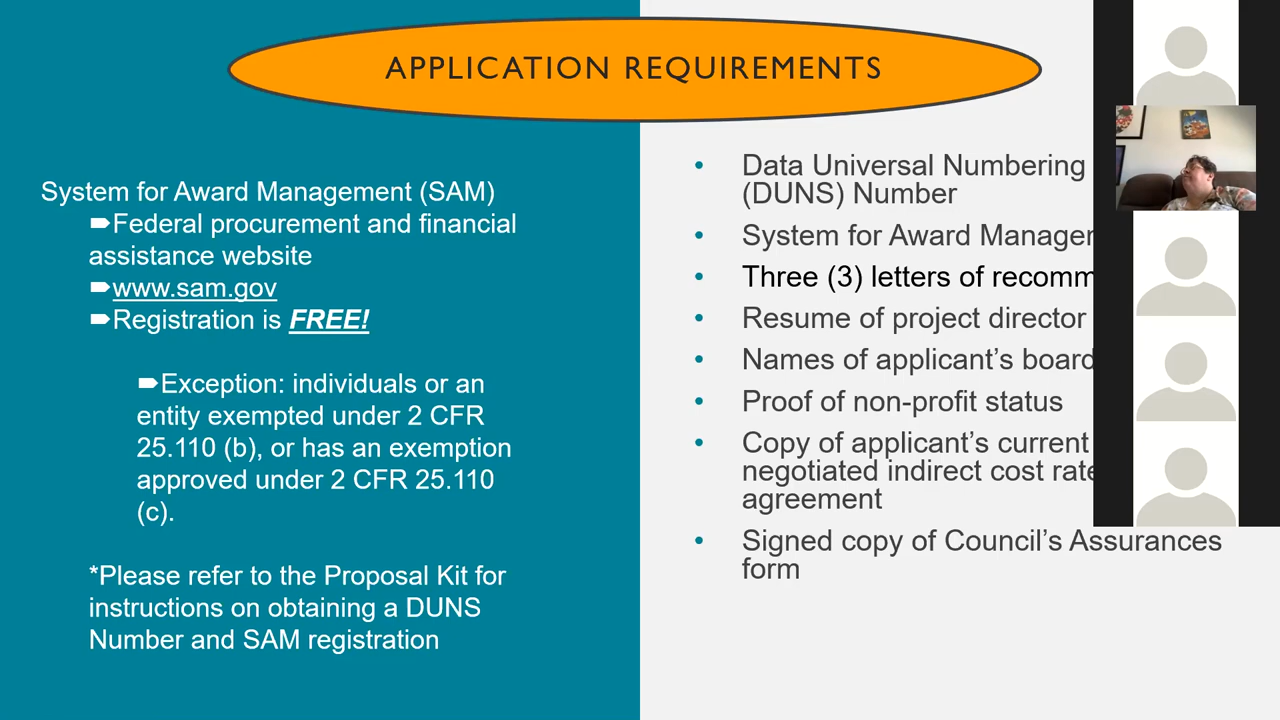 APPLICATION REQUIREMENTS
System for Award Management (SAM)
Federal procurement and financial
assistance website
www.sam.gov
Registration is FREE!
Exception: individuals or an
entity exempted under 2 CFR
25.110 (b), or has an exemption
approved under 2 CFR 25.110
(c).
*Please refer to the Proposal Kit for
instructions on obtaining a DUNS
Number and SAM registration
• Data Universal Numbering
(DUNS) Number
• System for Award
• Three (3) letters of
• Resume of project director
• Names of applicant’s board
• Proof of non-profit status
• Copy of applicant’s current
negotiated indirect cost rate
agreement
• Signed copy of Council’s Assurances
form